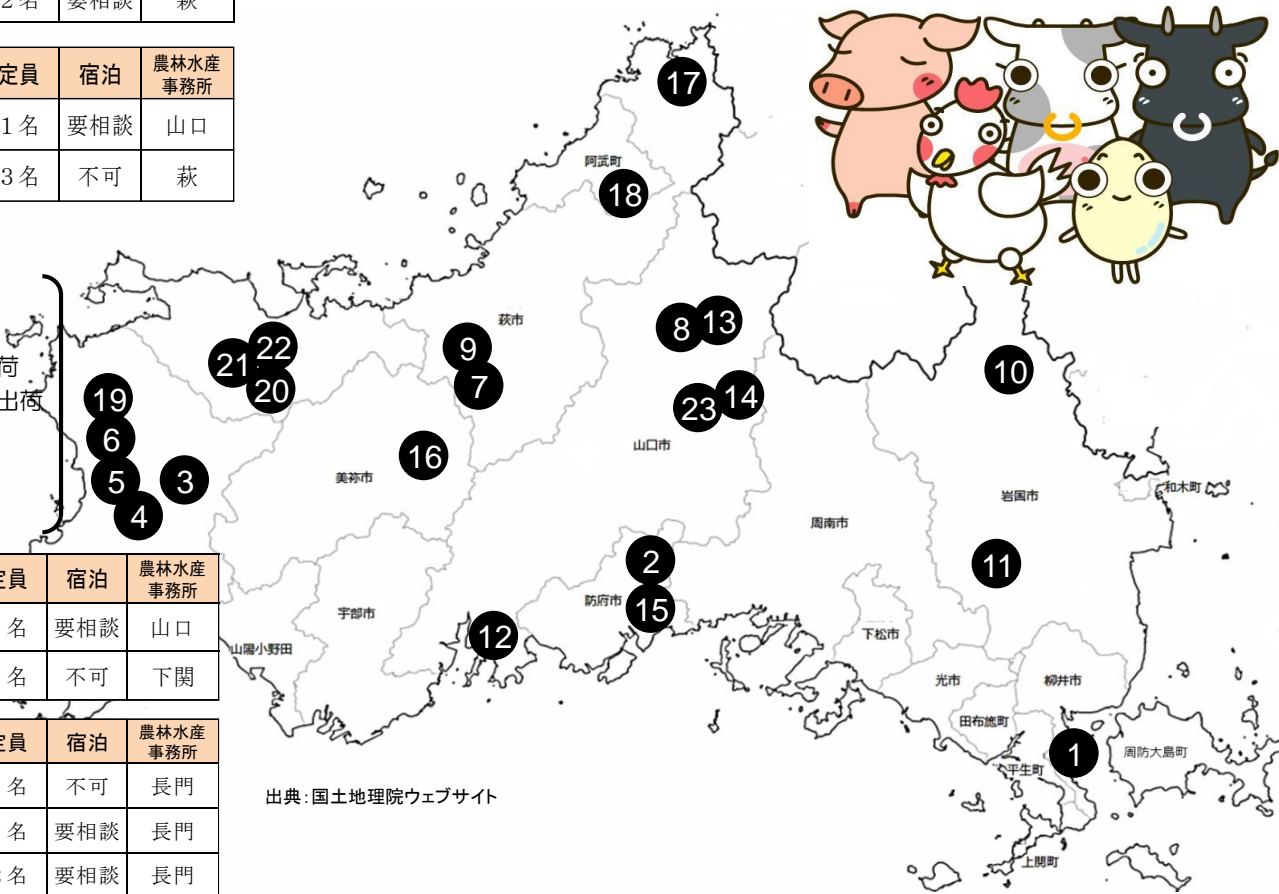 2名 要相談 萩
定員 宿泊 農林水産事務所
1名 要相談 山口
3名 不可 萩
荷
出荷
定員 宿泊 農林水産事務所
名 要相談 山口
名 不可 下関
定員 宿泊 農林水産事務所
名 不可 長門
名 要相談 長門
名 要相談 長門
17
阿武町
18
萩市
8 13
9
22
21
20
7
10
19
14
23
6
山口市
16
美祢市
5
3
4
岩国市
和木町
周南市
2
11
防府市
15
宇部市
12
下松市
山陽小野田
光市
柳井市
田布施町
1
周防大島町
平生町
上関町
出典：国土地理院ウェブサイト